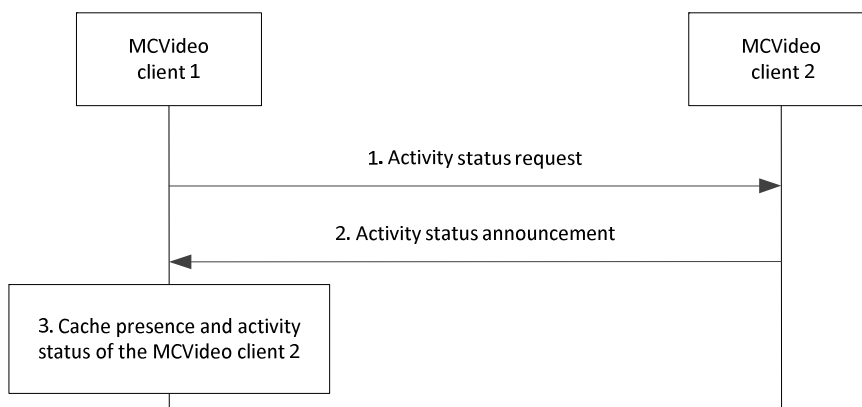 MCVideo
client 1
MCVideo
client 2
1. Activity status request
2. Activity status announcement
3. Cache presence and activity
status of the MCVideo client 2